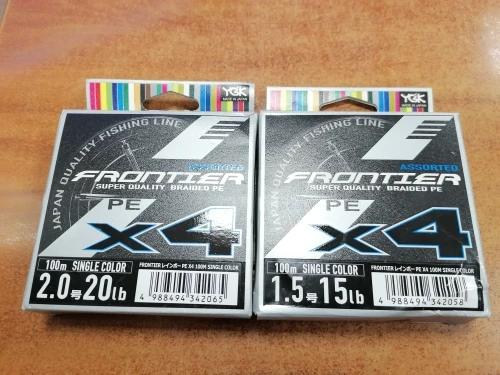 YGK
MADE IN JAPAN
JAPAN QUALITY FISHING LINE
ASSORTED
FRONTIER
SUPER QUALITY BRAIDED PE
PE
X4
100m SINGLE COLOR
2.0号20lb
FRONTIER レインボー PE X4 100M SINGLE COLOR
4 988494 342065
YGK
MADE IN JAPAN
JAPAN QUALITY FISHING LINE
ASSORTED
FRONTIER
SUPER QUALITY BRAIDED PE
PE
X4
100m SINGLE COLOR
1.5号15lb
FRONTIER レインボー PE X4 100M SINGLE COLOR
4 988494 342058